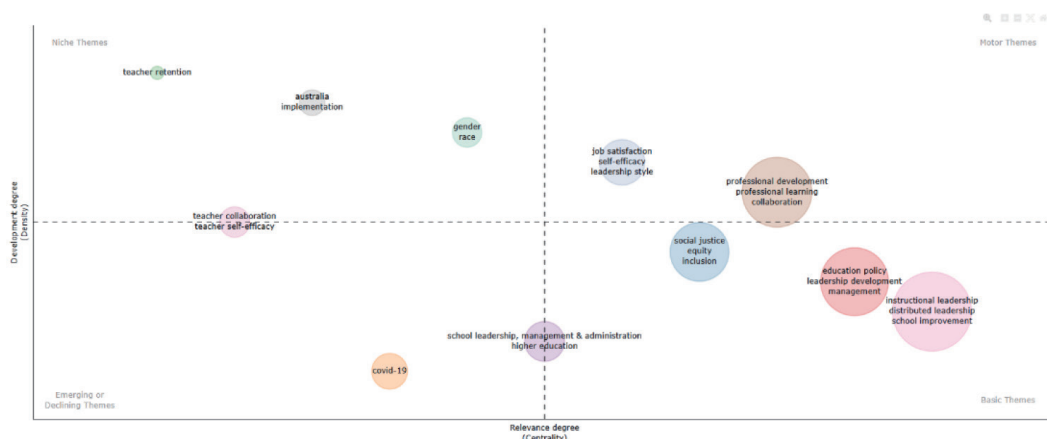 Niche Themes
Motor Themes
teacher retention
australia
implementation
gender
race
job satisfaction
self-efficacy
leadership style
professional development
professional learning
collaboration
teacher collaboration
teacher self-efficacy
social justice
equity
inclusion
education policy
leadership development
management
instructional leadership
distributed leadership
school improvement
school leadership, management & administration
higher education
covid-19
Emerging or
Declining Themes
Basic Themes
Development degree
(Density)
Relevance degree
(Centrality)